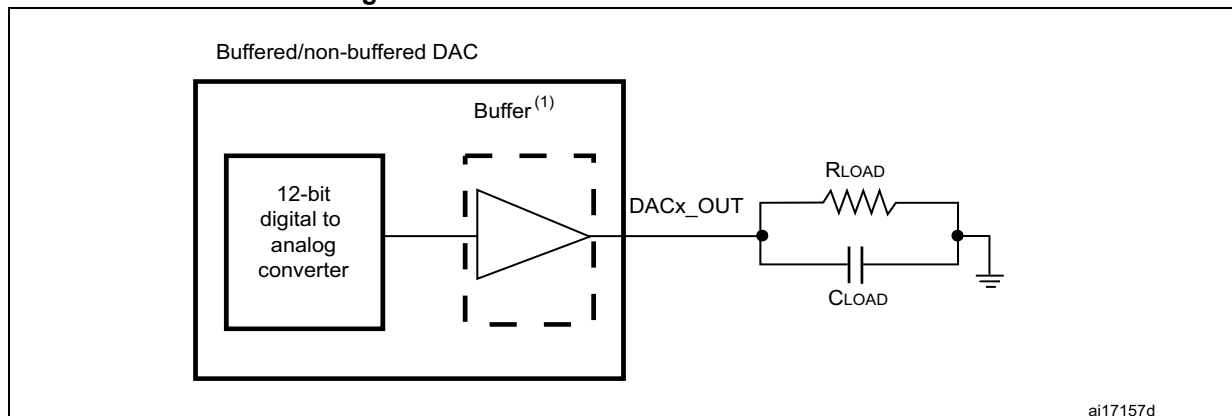 Buffered/non-buffered DAC
Buffer(1)
12-bit
digital to
analog
converter
DACx_OUT
RLOAD
CLOAD
ai17157d